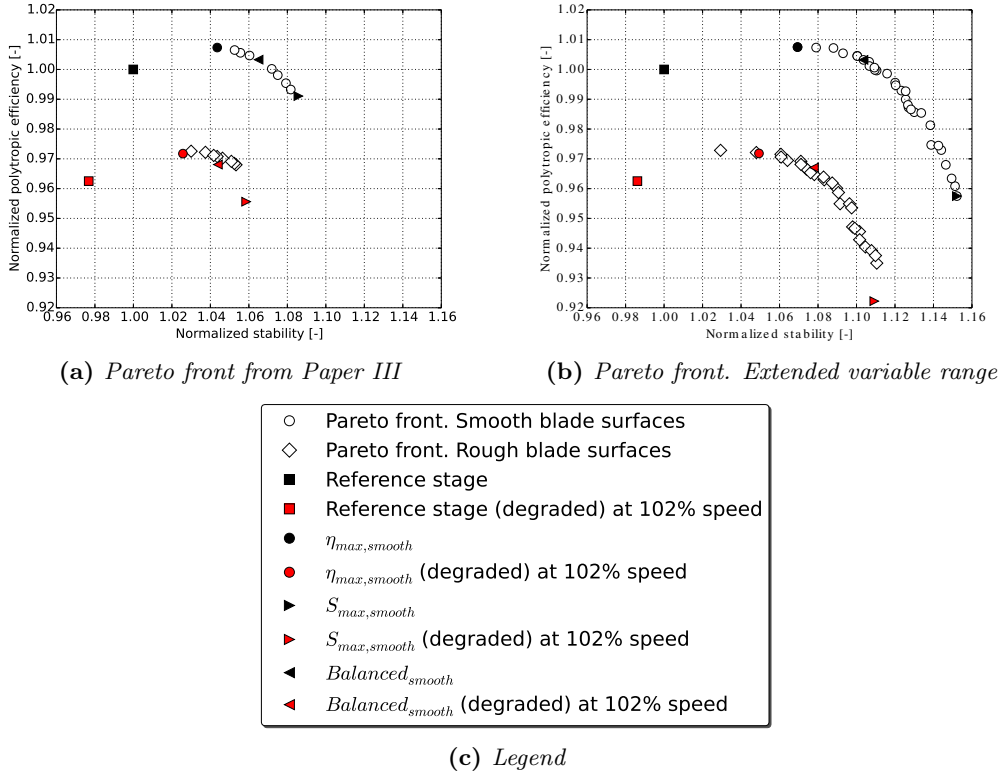 1.02
1.01
1.00
0.99
0.98
0.97
0.96
0.95
0.94
0.93
0.92
0.96 0.98 1.00 1.02 1.04 1.06 1.08 1.10 1.12 1.14 1.16
Normalized stability [-]
Normalized polytropic efficiency [-]
(a) Pareto front from Paper III
1.02
1.01
1.00
0.99
0.98
0.97
0.96
0.95
0.94
0.93
0.92
0.96 0.98 1.00 1.02 1.04 1.06 1.08 1.10 1.12 1.14 1.16
Normalized stability [-]
Normalized polytropic efficiency [-]
(b) Pareto front. Extended variable range
Pareto front. Smooth blade surfaces
Pareto front. Rough blade surfaces
Reference stage
Reference stage (degraded) at 102% speed
η_max,smooth
η_max,smooth (degraded) at 102% speed
S_max,smooth
S_max,smooth (degraded) at 102% speed
Balanced_smooth
Balanced_smooth (degraded) at 102% speed
(c) Legend